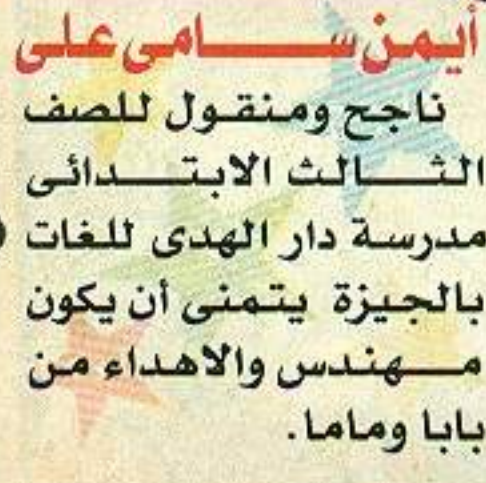 أيمن سامى على
ناجح ومنقول للصف
الثالث الابتدائى
مدرسة دار الهدى للغات
بالجيزة يتمنى أن يكون
مهندس والاهداء من
بابا وماما.